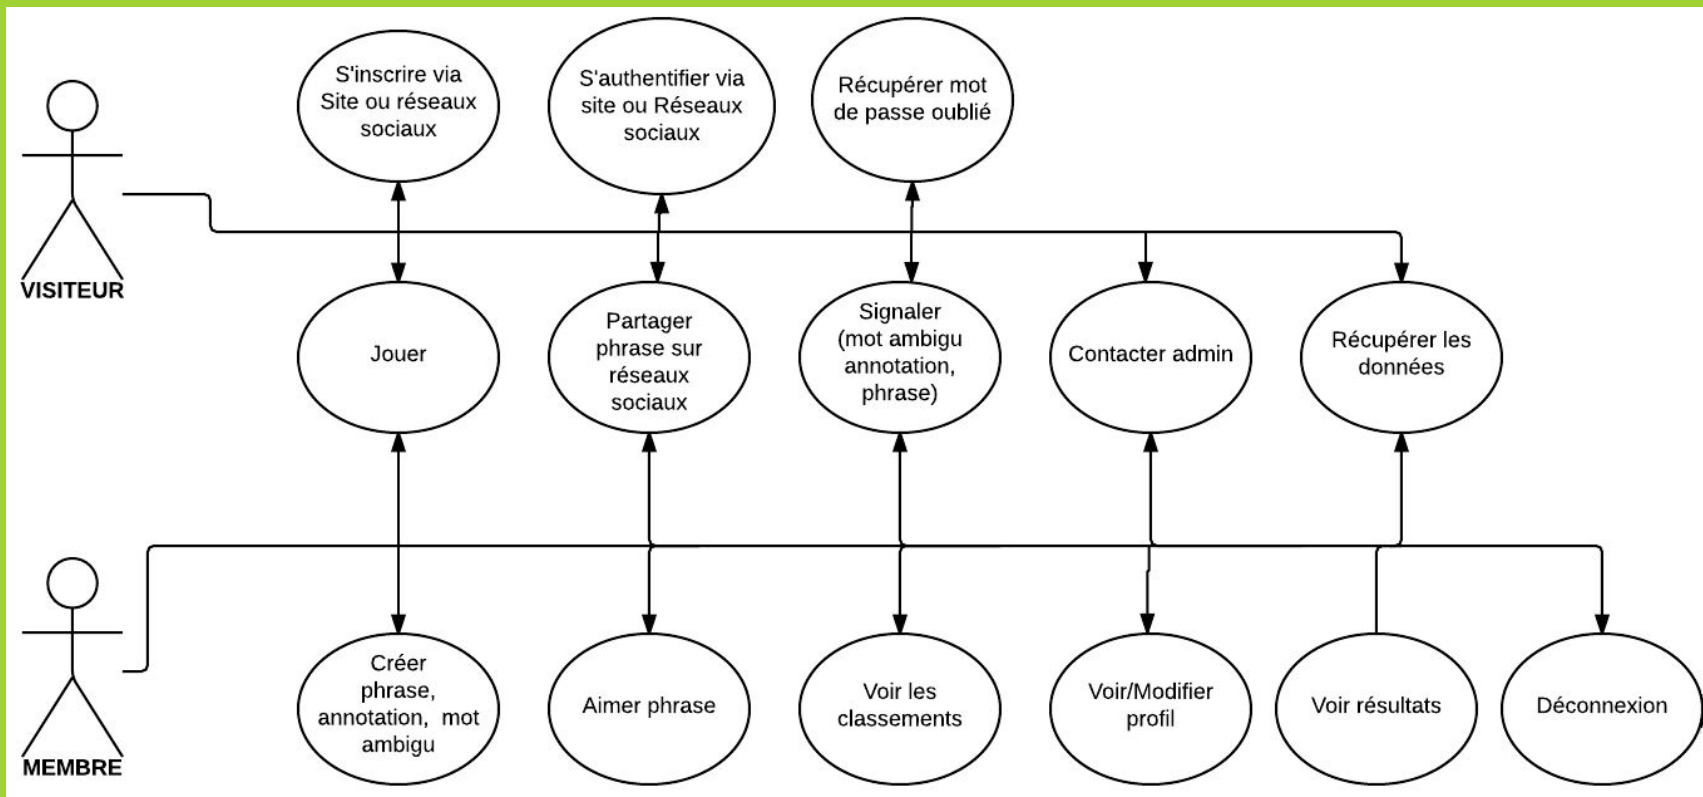 S'inscrire via
Site ou réseaux
sociaux
S'authentifier via
site ou Réseaux
sociaux
Récupérer mot
de passe oublié
VISITEUR
Jouer
Partager
phrase sur
réseaux
sociaux
Signaler
(mot ambigu
annotation,
phrase)
Contacter admin
Récupérer les
données
Créer
phrase,
annotation, mot
ambigu
Aimer phrase
Voir les
classements
Voir/Modifier
profil
Voir résultats
Déconnexion
MEMBRE